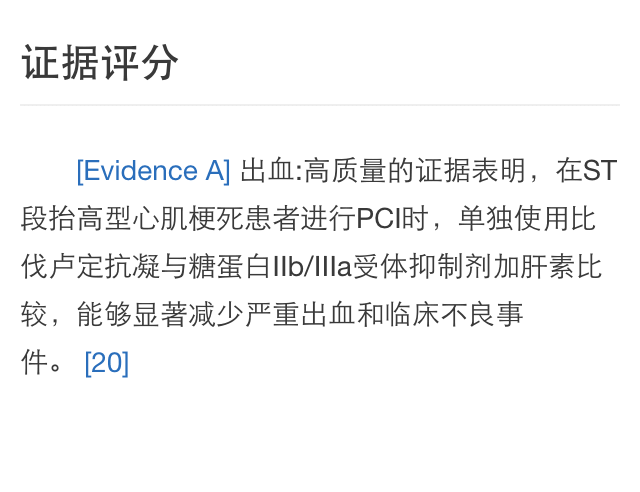 证据评分
[Evidence A] 出血:高质量的证据表明，在ST
段抬高型心肌梗死患者进行PCI时，单独使用比
伐卢定抗凝与糖蛋白IIb/IIIa受体抑制剂加肝素比
较，能够显著减少严重出血和临床不良事
件。 [20]